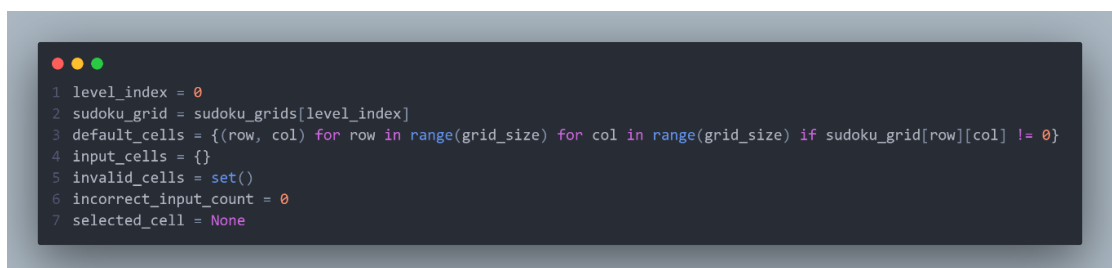 1 level_index = 0
2 sudoku_grid = sudoku_grids[level_index]
3 default_cells = {(row, col) for row in range(grid_size) for col in range(grid_size) if sudoku_grid[row][col] != 0}
4 input_cells = {}
5 invalid_cells = set()
6 incorrect_input_count = 0
7 selected_cell = None